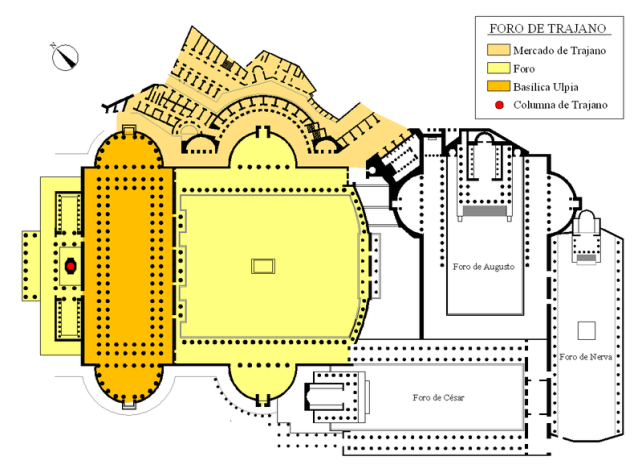 FORO DE TRAJANO
Mercado de Trajano
Foro
Basílica Ulpia
Columna de Trajano
N
Foro de Augusto
Foro de Nerva
Foro de César